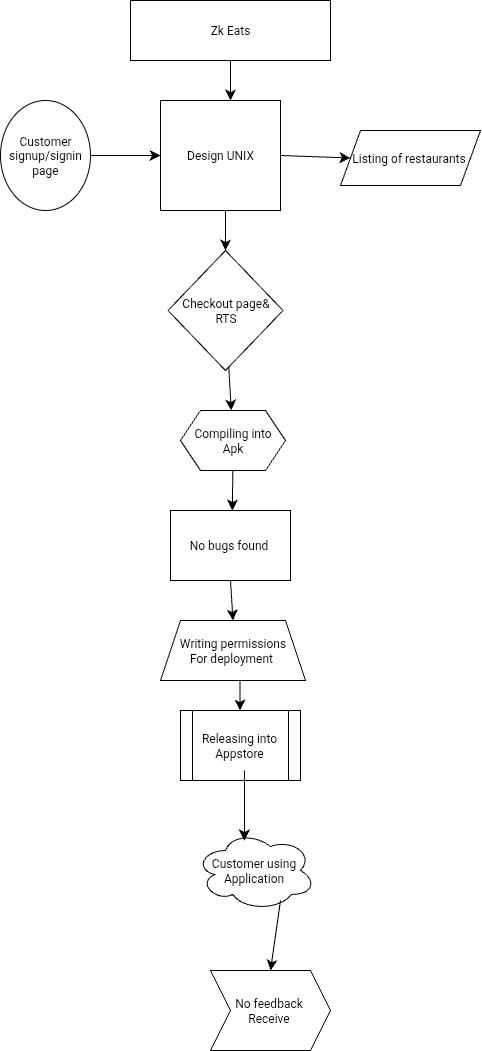 Zk Eats
Customer
signup/signin
page
Design UNIX
Listing of restaurants
Checkout page&
RTS
Compiling into
Apk
No bugs found
Writing permissions
For deployment
Releasing into
Appstore
Customer using
Application
No feedback
Receive